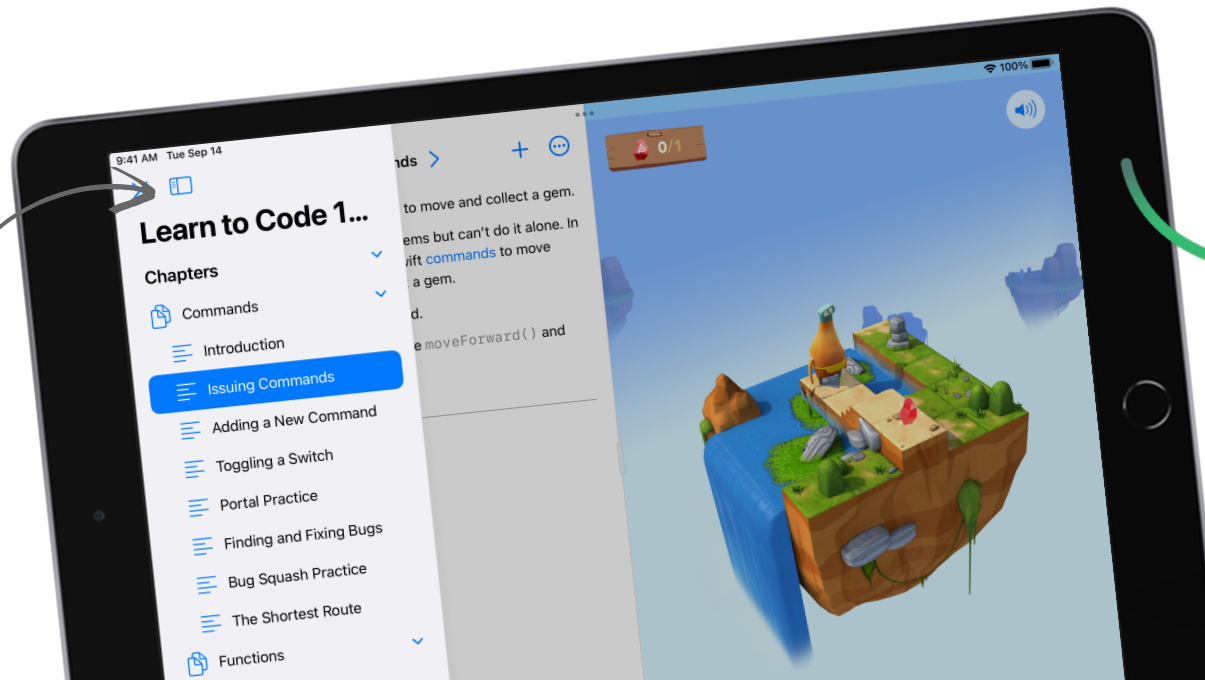 9:41 AM Tue Sep 14
100%
Learn to Code 1...
Chapters
Commands
Introduction
Issuing Commands
Adding a New Command
Toggling a Switch
Portal Practice
Finding and Fixing Bugs
Bug Squash Practice
The Shortest Route
Functions
nds
to move and collect a gem.
ems but can't do it alone. In
ift commands to move
a gem.
d.
e moveForward() and
0/1